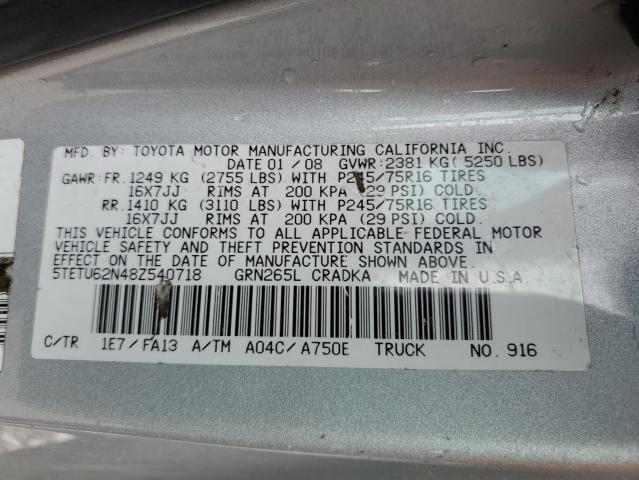 MFD. BY: TOYOTA MOTOR MANUFACTURING CALIFORNIA INC.
DATE 01 / 08 GVWR: 2381 KG ( 5250 LBS)
GAWR: FR. 1249 KG (2755 LBS) WITH P245/75R16 TIRES
16X7JJ RIMS AT 200 KPA (29 PSI) COLD.
RR. 1410 KG (3110 LBS) WITH P245/75R16 TIRES
16X7JJ RIMS AT 200 KPA (29 PSI) COLD.
THIS VEHICLE CONFORMS TO ALL APPLICABLE FEDERAL MOTOR
VEHICLE SAFETY AND THEFT PREVENTION STANDARDS IN
EFFECT ON THE DATE OF MANUFACTURE SHOWN ABOVE.
5TETU62N48Z540718 GRN265L CRADKA MADE IN U.S.A.
C/TR 1E7 / FA13 A/TM A04C / A750E TRUCK NO. 916